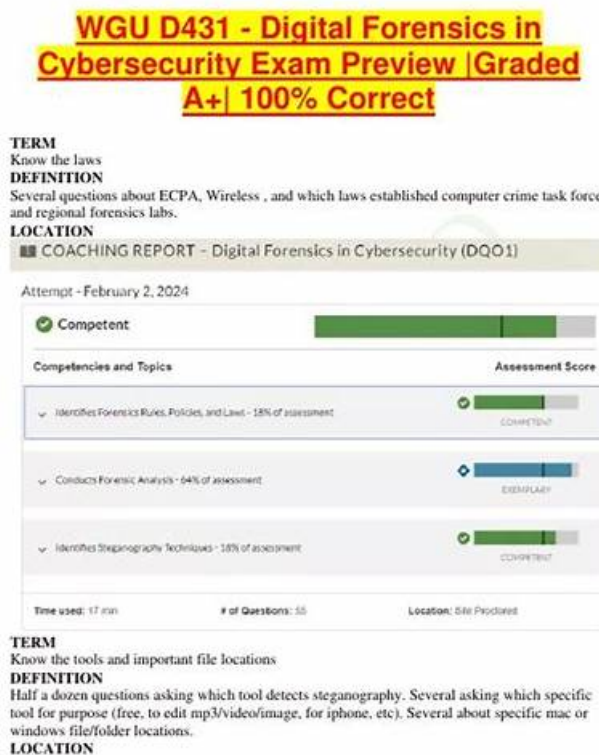 WGU D431 - Digital Forensics in
Cybersecurity Exam Preview |Graded
A+| 100% Correct
TERM
Know the laws
DEFINITION
Several questions about ECPA, Wireless , and which laws established computer crime task force
and regional forensics labs.
LOCATION
COACHING REPORT - Digital Forensics in Cybersecurity (DQO1)
Attempt - February 2, 2024
Competent
Competencies and Topics Assessment Score
Identifies Forensics Rules, Policies, and Laws - 18% of assessment
COMPETENT
Conducts Forensic Analysis - 64% of assessment
EXEMPLARY
Identifies Steganography Techniques - 18% of assessment
COMPETENT
Time used: 17 min # of Questions: 55 Location: Site Proctored
TERM
Know the tools and important file locations
DEFINITION
Half a dozen questions asking which tool detects steganography. Several asking which specific
tool for purpose (free, to edit mp3/video/image, for iphone, etc). Several about specific mac or
windows file/folder locations.
LOCATION